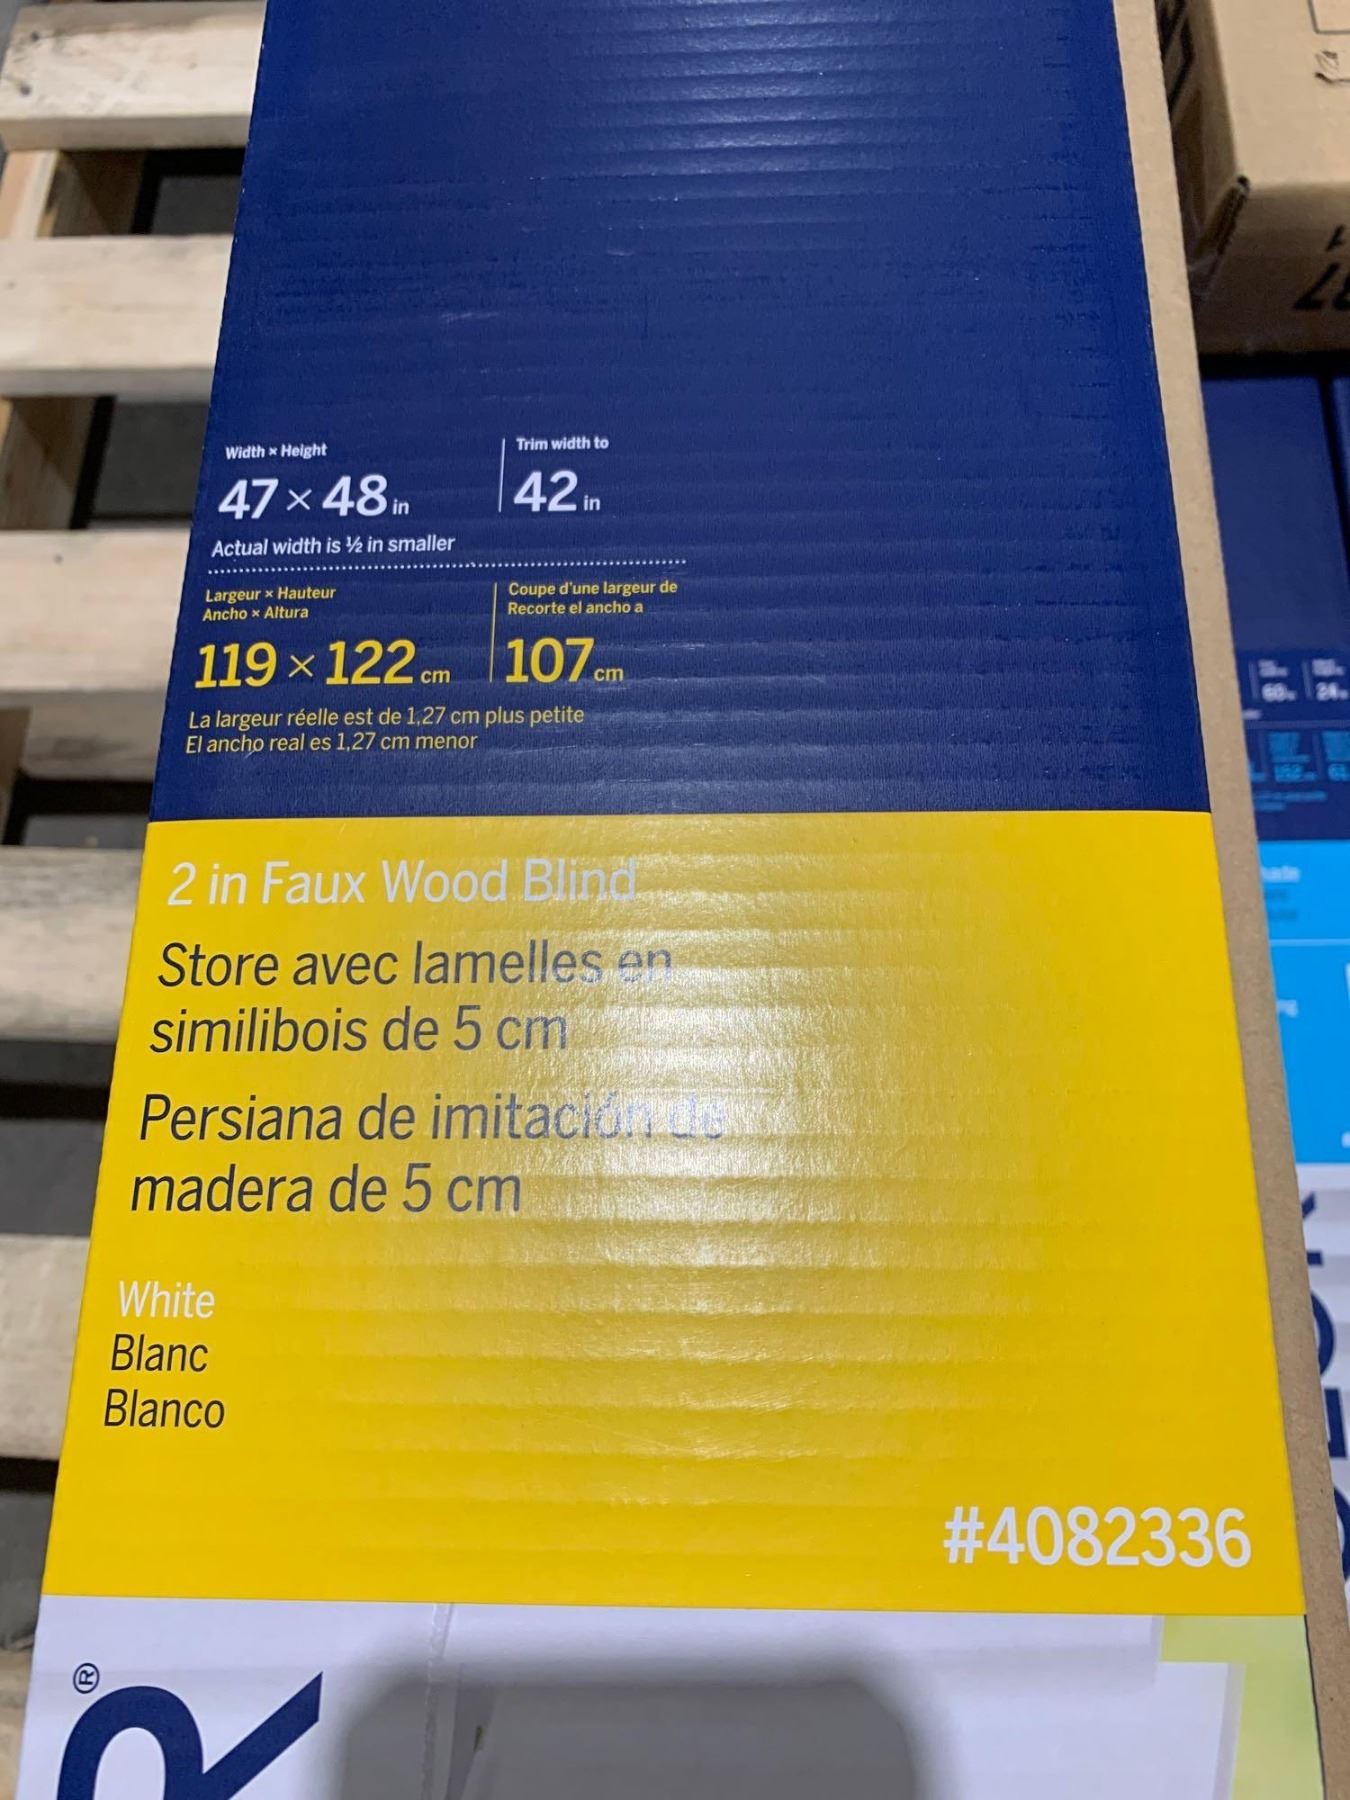 Width × Height
47 × 48 in
Trim width to
42 in
Actual width is ½ in smaller
Largeur × Hauteur
Ancho × Altura
119 × 122 cm
Coupe d'une largeur de
Recorte el ancho a
107 cm
La largeur réelle est de 1,27 cm plus petite
El ancho real es 1,27 cm menor
2 in Faux Wood Blind
Store avec lamelles en
similibois de 5 cm
Persiana de imitación de
madera de 5 cm
White
Blanc
Blanco
#4082336
R®